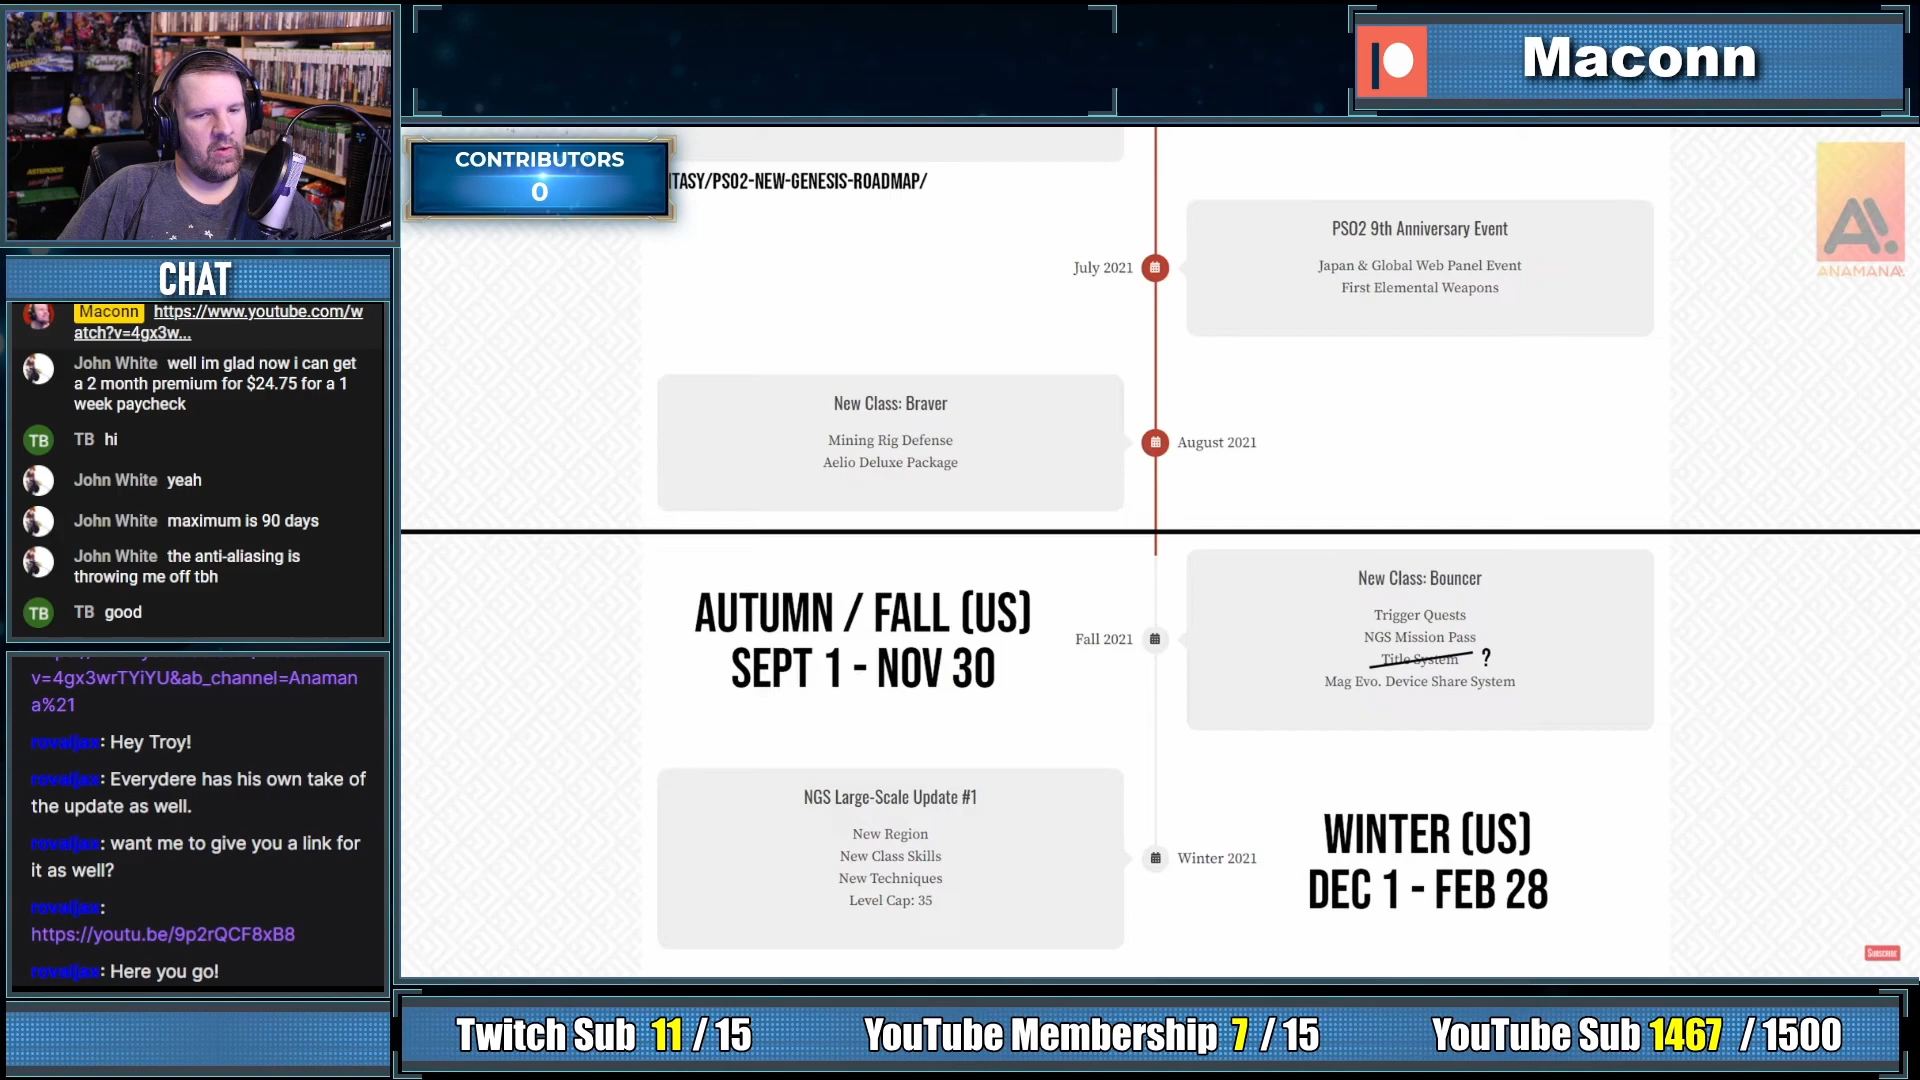 Maconn
CONTRIBUTORS
0
TASY/PSO2-NEW-GENESIS-ROADMAP/
PSO2 9th Anniversary Event
Japan & Global Web Panel Event
First Elemental Weapons
July 2021
ANAMANA
CHAT
Maconn https://www.youtube.com/w
atch?v=4gx3w...
John White well im glad now i can get
a 2 month premium for $24.75 for a 1
week paycheck
TB TB hi
John White yeah
John White maximum is 90 days
John White the anti-aliasing is
throwing me off tbh
TB TB good
New Class: Braver
Mining Rig Defense
Aelio Deluxe Package
August 2021
AUTUMN / FALL (US)
SEPT 1 - NOV 30
Fall 2021
New Class: Bouncer
Trigger Quests
NGS Mission Pass
Title System ?
Mag Evo. Device Share System
v=4gx3wrTYiYU&ab_channel=Anaman
a%21
: Hey Troy!
: Everydere has his own take of
the update as well.
: want me to give you a link for
it as well?
:
https://youtu.be/9p2rQCF8xB8
: Here you go!
NGS Large-Scale Update #1
New Region
New Class Skills
New Techniques
Level Cap: 35
Winter 2021
WINTER (US)
DEC 1 - FEB 28
SUBSCRIBE
Twitch Sub 11 / 15
YouTube Membership 7 / 15
YouTube Sub 1467 / 1500